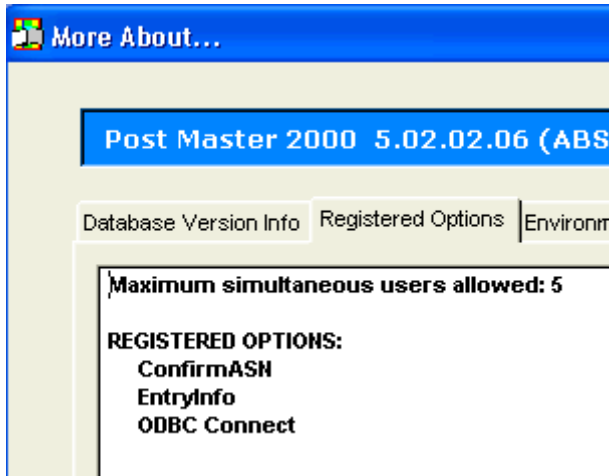 More About...
Post Master 2000 5.02.02.06 (ABS
Database Version Info Registered Options Environm
Maximum simultaneous users allowed: 5
REGISTERED OPTIONS:
ConfirmASN
EntryInfo
ODBC Connect